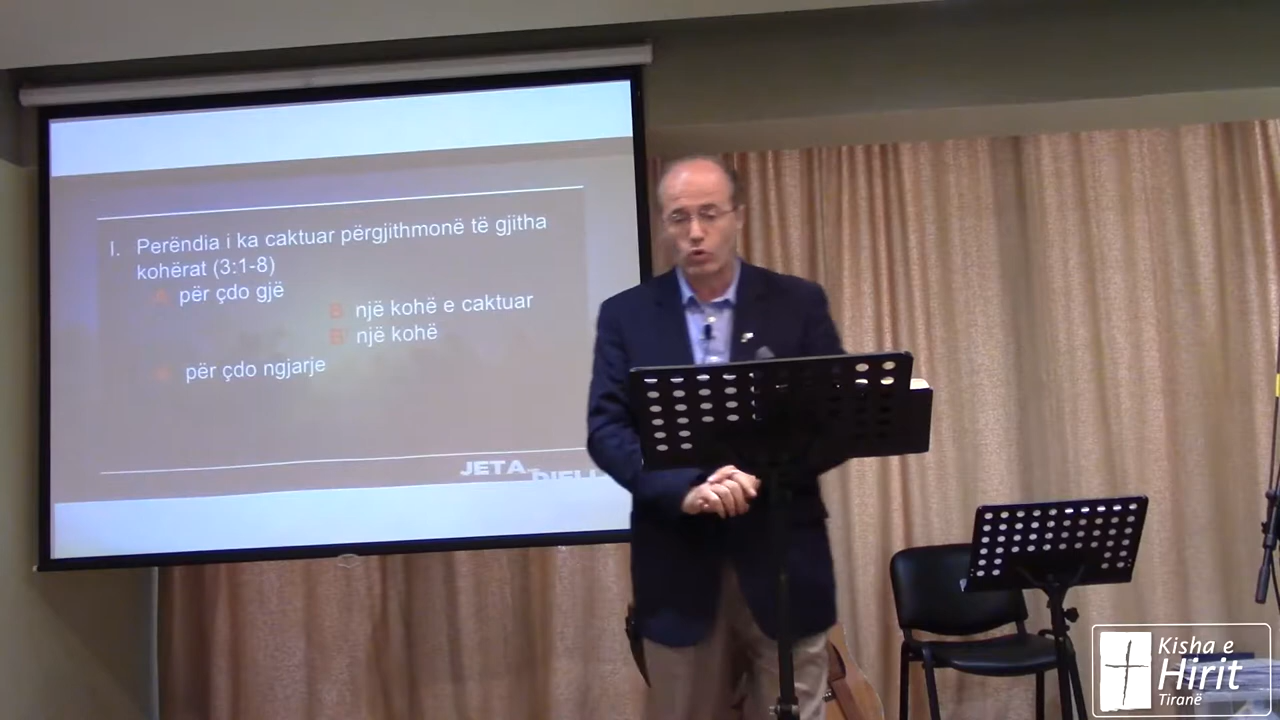 I. Perëndia i ka caktuar përgjithmonë të gjitha
kohërat (3:1-8)
A për çdo gjë
B një kohë e caktuar
B' një kohë
për çdo ngjarje
JETA
Kisha e
Hirit
Tiranë